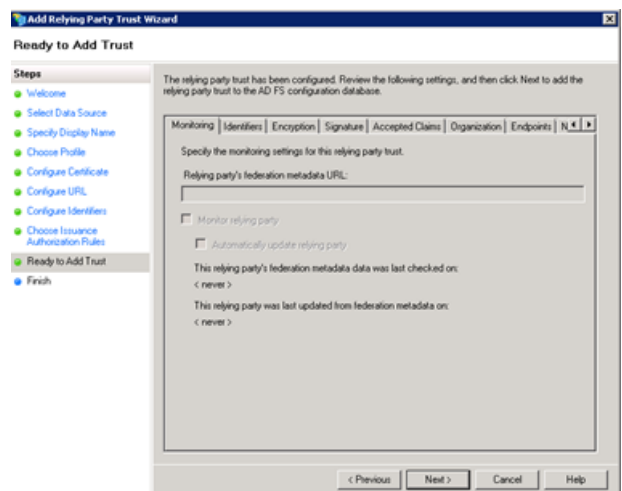 Add Relying Party Trust Wizard
Ready to Add Trust
Steps
Welcome
Select Data Source
Specify Display Name
Choose Profile
Configure Certificate
Configure URL
Configure Identifiers
Choose Issuance
Authorization Rules
Ready to Add Trust
Finish
The relying party trust has been configured. Review the following settings, and then click Next to add the
relying party trust to the AD FS configuration database.
Monitoring Identifiers Encryption Signature Accepted Claims Organization Endpoints N
Specify the monitoring settings for this relying party trust.
Relying party's federation metadata URL:
Monitor relying party
Automatically update relying party
This relying party's federation metadata data was last checked on:
< never >
This relying party was last updated from federation metadata on:
< never >
< Previous Next > Cancel Help